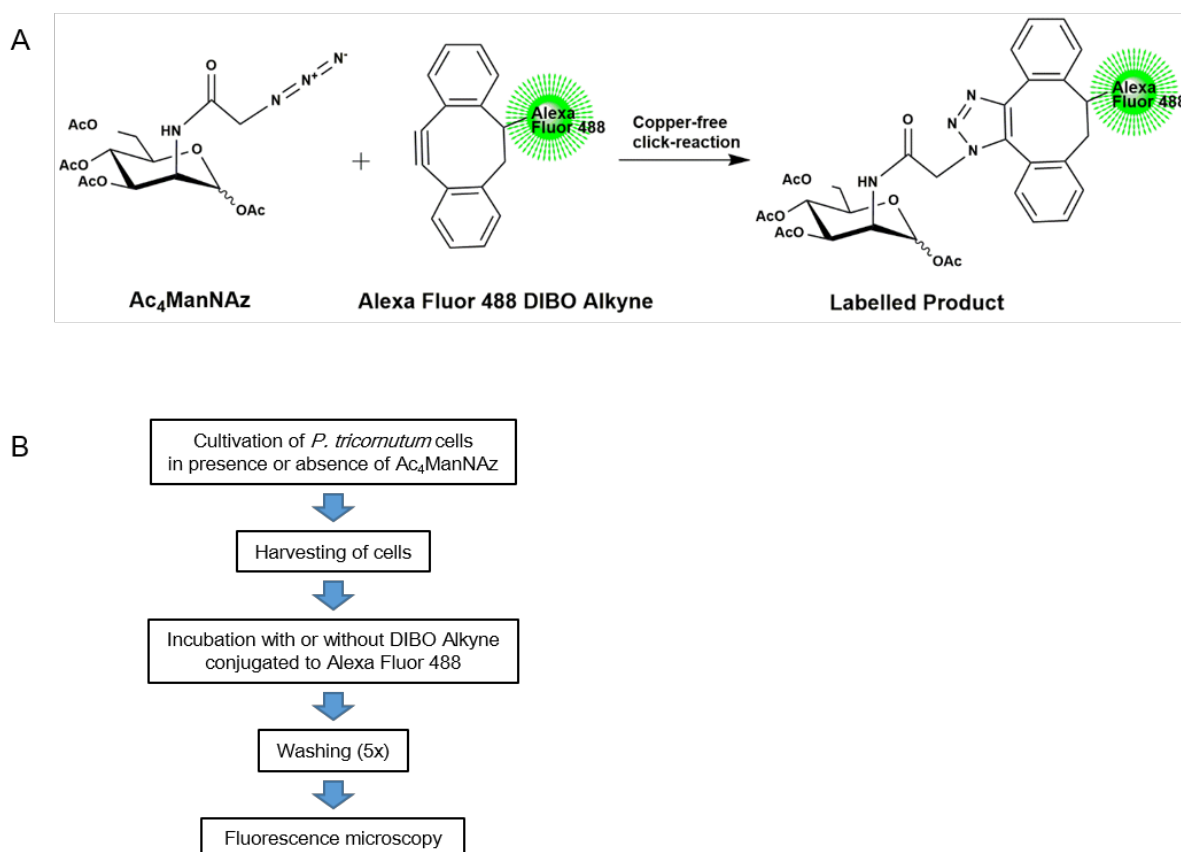 A
O
N
N⁺
N⁻
HN
AcO
O
AcO
AcO
OAc
Ac₄ManNAz
+
Alexa
Fluor 488
Alexa Fluor 488 DIBO Alkyne
Copper-free
click-reaction
Alexa
Fluor 488
N
N
N
O
HN
AcO
O
AcO
AcO
OAc
Labelled Product
B
Cultivation of P. tricornutum cells
in presence or absence of Ac₄ManNAz
Harvesting of cells
Incubation with or without DIBO Alkyne
conjugated to Alexa Fluor 488
Washing (5x)
Fluorescence microscopy